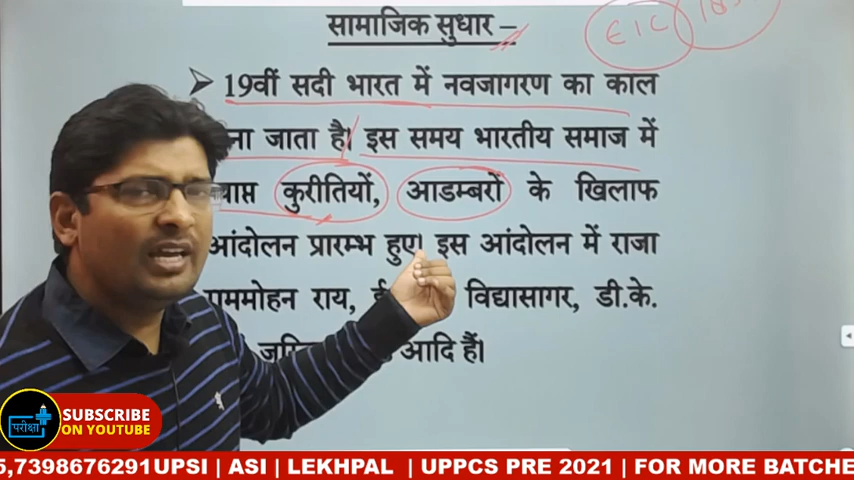 सामाजिक सुधार –
EIC
19वीं सदी भारत में नवजागरण का काल
ना जाता है। इस समय भारतीय समाज में
व्याप्त कुरीतियों, आडम्बरों के खिलाफ
आंदोलन प्रारम्भ हुए। इस आंदोलन में राजा
राममोहन राय, विद्यासागर, डी.के.
आदि हैं।
परीक्षा
SUBSCRIBE
ON YOUTUBE
5,7398676291UPSI | ASI | LEKHPAL | UPPCS PRE 2021 | FOR MORE BATCHE